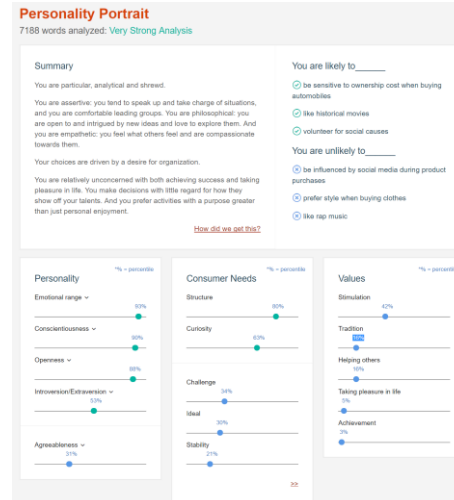 Personality Portrait
7188 words analyzed: Very Strong Analysis
Summary
You are particular, analytical and shrewd.
You are assertive: you tend to speak up and take charge of situations,
and you are comfortable leading groups. You are philosophical: you
are open to and intrigued by new ideas and love to explore them. And
you are empathetic: you feel what others feel and are compassionate
towards them.
Your choices are driven by a desire for organization.
You are relatively unconcerned with both achieving success and taking
pleasure in life. You make decisions with little regard for how they
show off your talents. And you prefer activities with a purpose greater
than just personal enjoyment.
How did we get this?
You are likely to______
be sensitive to ownership cost when buying
automobiles
like historical movies
volunteer for social causes
You are unlikely to______
be influenced by social media during product
purchases
prefer style when buying clothes
like rap music
*% = percentile
Personality
Emotional range
93%
Conscientiousness
90%
Openness
88%
Introversion/Extraversion
53%
Agreeableness
31%
*% = percentile
Consumer Needs
Structure
80%
Curiosity
63%
Challenge
34%
Ideal
30%
Stability
21%
>>
*% = percentile
Values
Stimulation
42%
Tradition
16%
Helping others
16%
Taking pleasure in life
5%
Achievement
3%